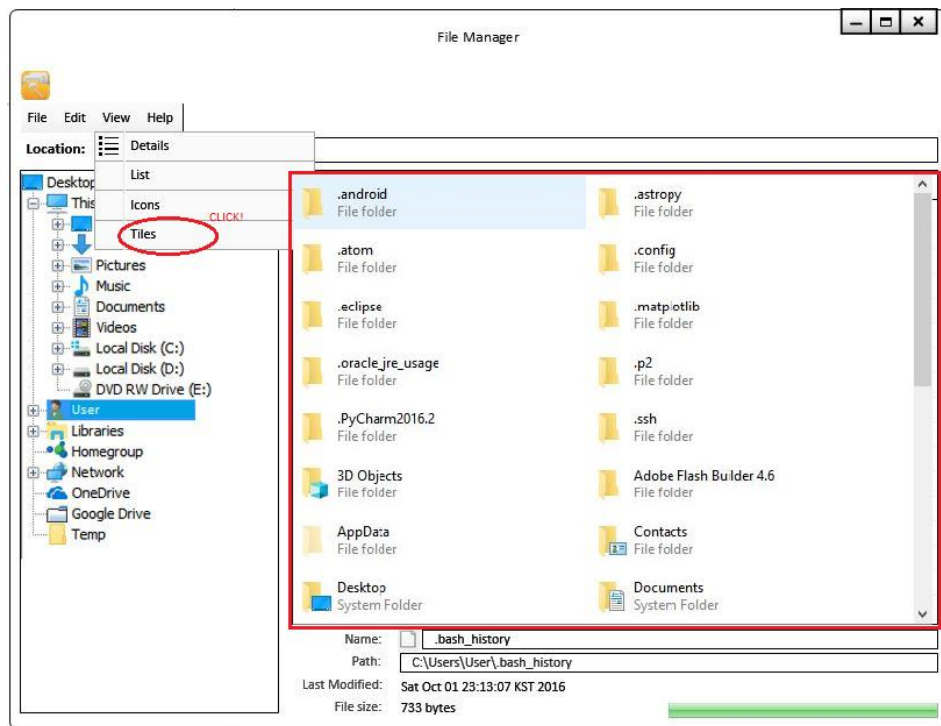 File Manager
File Edit View Help
Location:
Details
List
Icons
CLICK!
Tiles
Desktop
This
Pictures
Music
Documents
Videos
Local Disk (C:)
Local Disk (D:)
DVD RW Drive (E:)
User
Libraries
Homegroup
Network
OneDrive
Google Drive
Temp
.android
File folder
.astropy
File folder
.atom
File folder
.config
File folder
.eclipse
File folder
.matplotlib
File folder
.oracle_jre_usage
File folder
.p2
File folder
.PyCharm2016.2
File folder
.ssh
File folder
3D Objects
File folder
Adobe Flash Builder 4.6
File folder
AppData
File folder
Contacts
File folder
Desktop
System Folder
Documents
System Folder
Name: .bash_history
Path: C:\Users\User\.bash_history
Last Modified: Sat Oct 01 23:13:07 KST 2016
File size: 733 bytes